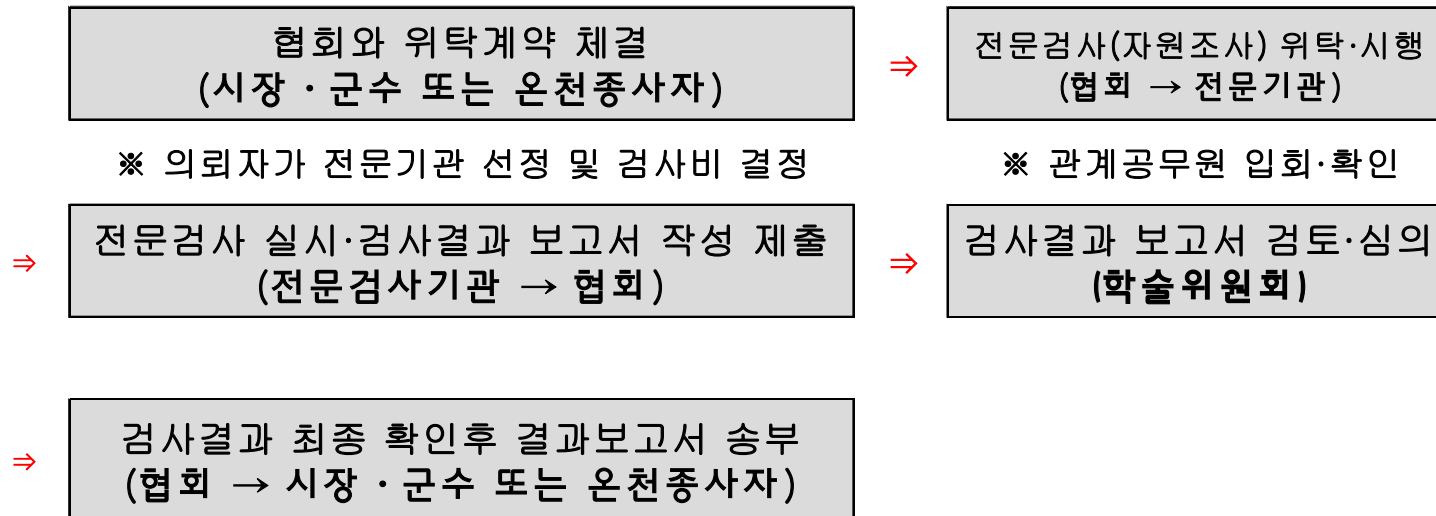 협회와 위탁계약 체결
(시장 · 군수 또는 온천종사자)
⇒
전문검사(자원조사) 위탁·시행
(협회 → 전문기관)
※ 의뢰자가 전문기관 선정 및 검사비 결정
※ 관계공무원 입회·확인
⇒
전문검사 실시·검사결과 보고서 작성 제출
(전문검사기관 → 협회)
⇒
검사결과 보고서 검토·심의
(학술위원회)
⇒
검사결과 최종 확인후 결과보고서 송부
(협회 → 시장 · 군수 또는 온천종사자)